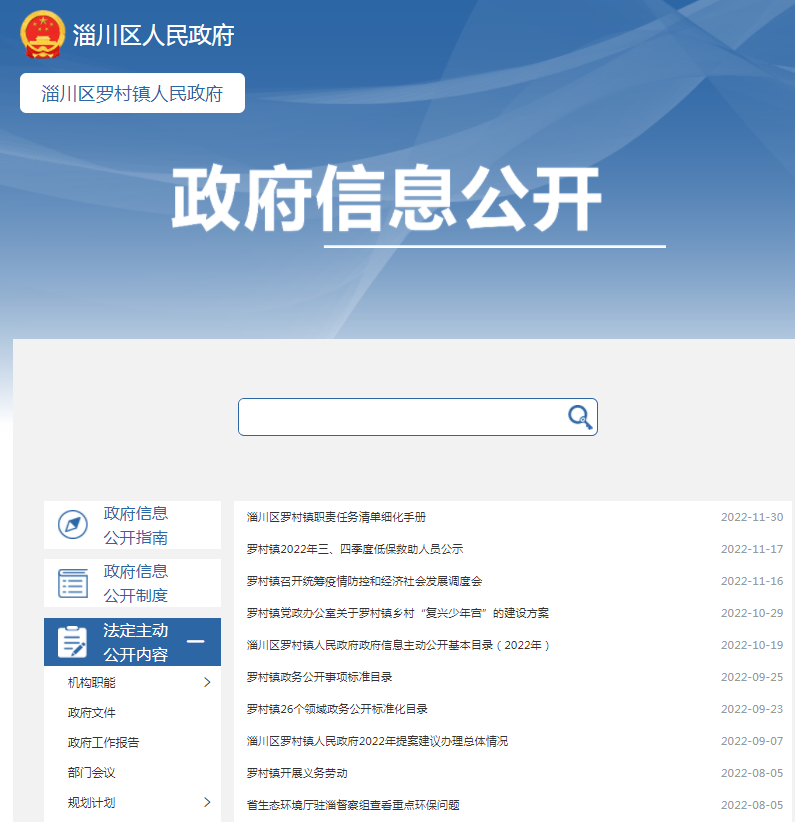 淄川区人民政府
淄川区罗村镇人民政府
政府信息公开
政府信息
公开指南
政府信息
公开制度
法定主动
公开内容
机构职能
政府文件
政府工作报告
部门会议
规划计划
淄川区罗村镇职责任务清单细化手册 2022-11-30
罗村镇2022年三、四季度低保救助人员公示 2022-11-17
罗村镇召开统筹疫情防控和经济社会发展调度会 2022-11-16
罗村镇党政办公室关于罗村镇乡村“复兴少年宫”的建设方案 2022-10-29
淄川区罗村镇人民政府政府信息主动公开基本目录（2022年） 2022-10-19
罗村镇政务公开事项标准目录 2022-09-25
罗村镇26个领域政务公开标准化目录 2022-09-23
淄川区罗村镇人民政府2022年提案建议办理总体情况 2022-09-07
罗村镇开展义务劳动 2022-08-05
省生态环境厅驻淄督察组查看重点环保问题 2022-08-05